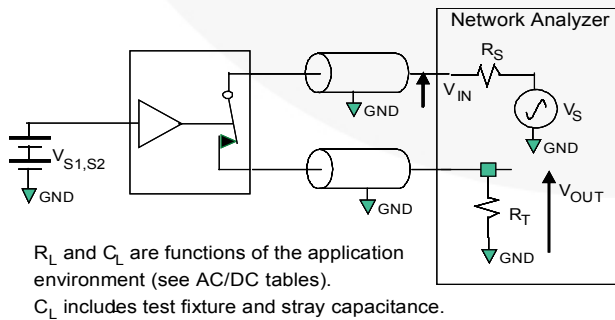 Network Analyzer
R_S
V_IN
GND
V_S
GND
V_S1,S2
GND
GND
V_OUT
R_T
GND
R_L and C_L are functions of the application
environment (see AC/DC tables).
C_L includes test fixture and stray capacitance.